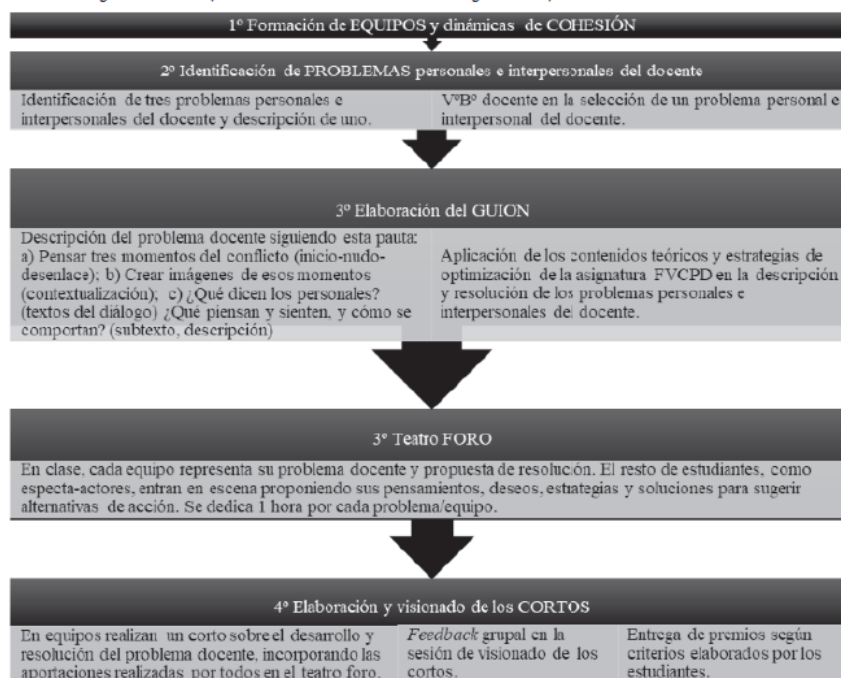 1º Formación de EQUIPOS y dinámicas de COHESIÓN
2º Identificación de PROBLEMAS personales e interpersonales del docente
Identificación de tres problemas personales e
interpersonales del docente y descripción de uno.
VºBº docente en la selección de un problema personal e
interpersonal del docente.
3º Elaboración del GUION
Descripción del problema docente siguiendo esta pauta:
a) Pensar tres momentos del conflicto (inicio-nudo-
desenlace); b) Crear imágenes de esos momentos
(contextualización); c) ¿Qué dicen los personales?
(textos del diálogo) ¿Qué piensan y sienten, y cómo se
comportan? (subtexto, descripción)
Aplicación de los contenidos teóricos y estrategias de
optimización de la asignatura FVCPD en la descripción
y resolución de los problemas personales e
interpersonales del docente.
3º Teatro FORO
En clase, cada equipo representa su problema docente y propuesta de resolución. El resto de estudiantes, como
especta-actores, entran en escena proponiendo sus pensamientos, deseos, estrategias y soluciones para sugerir
alternativas de acción. Se dedica 1 hora por cada problema/equipo.
4º Elaboración y visionado de los CORTOS
En equipos realizan un corto sobre el desarrollo y
resolución del problema docente, incorporando las
aportaciones realizadas por todos en el teatro foro.
Feedback grupal en la
sesión de visionado de los
cortos.
Entrega de premios según
criterios elaborados por los
estudiantes.